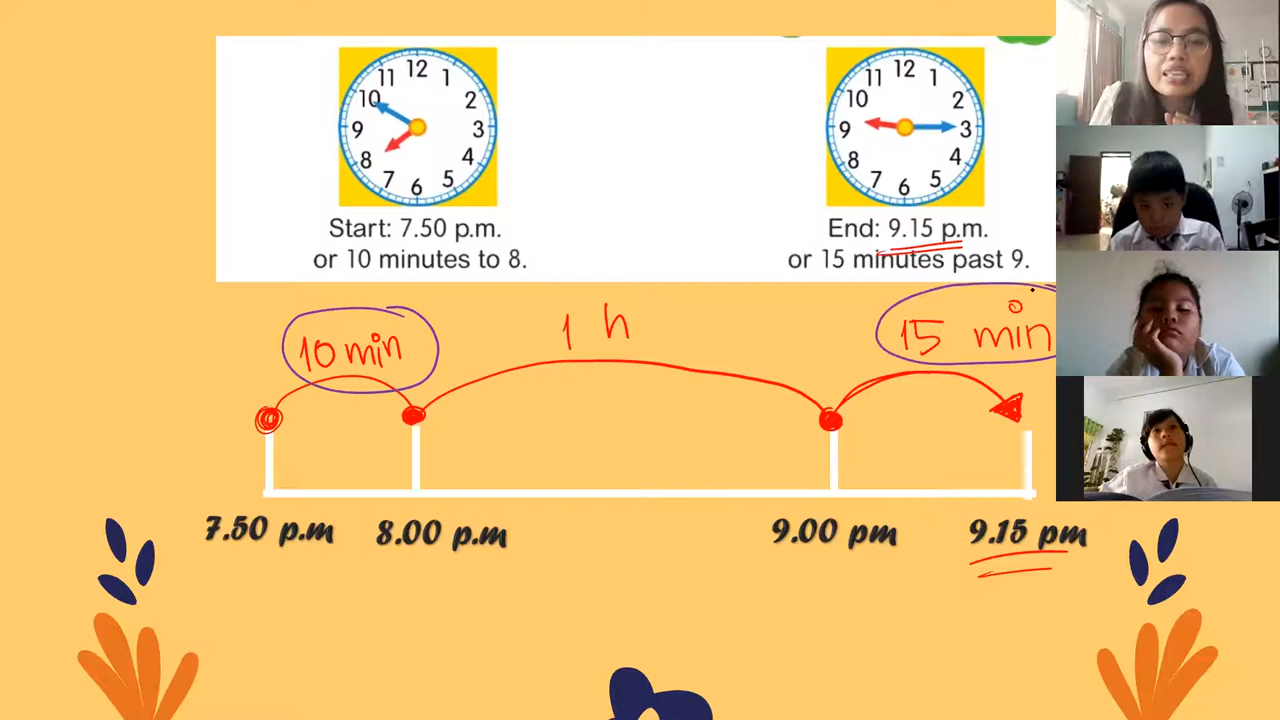 12
11
1
10
2
9
3
8
4
7
5
6
12
11
1
10
2
9
3
8
4
7
5
6
Start: 7.50 p.m.
or 10 minutes to 8.
End: 9.15 p.m.
or 15 minutes past 9.
10 min
1 h
15 min
7.50 p.m
8.00 p.m
9.00 pm
9.15 pm